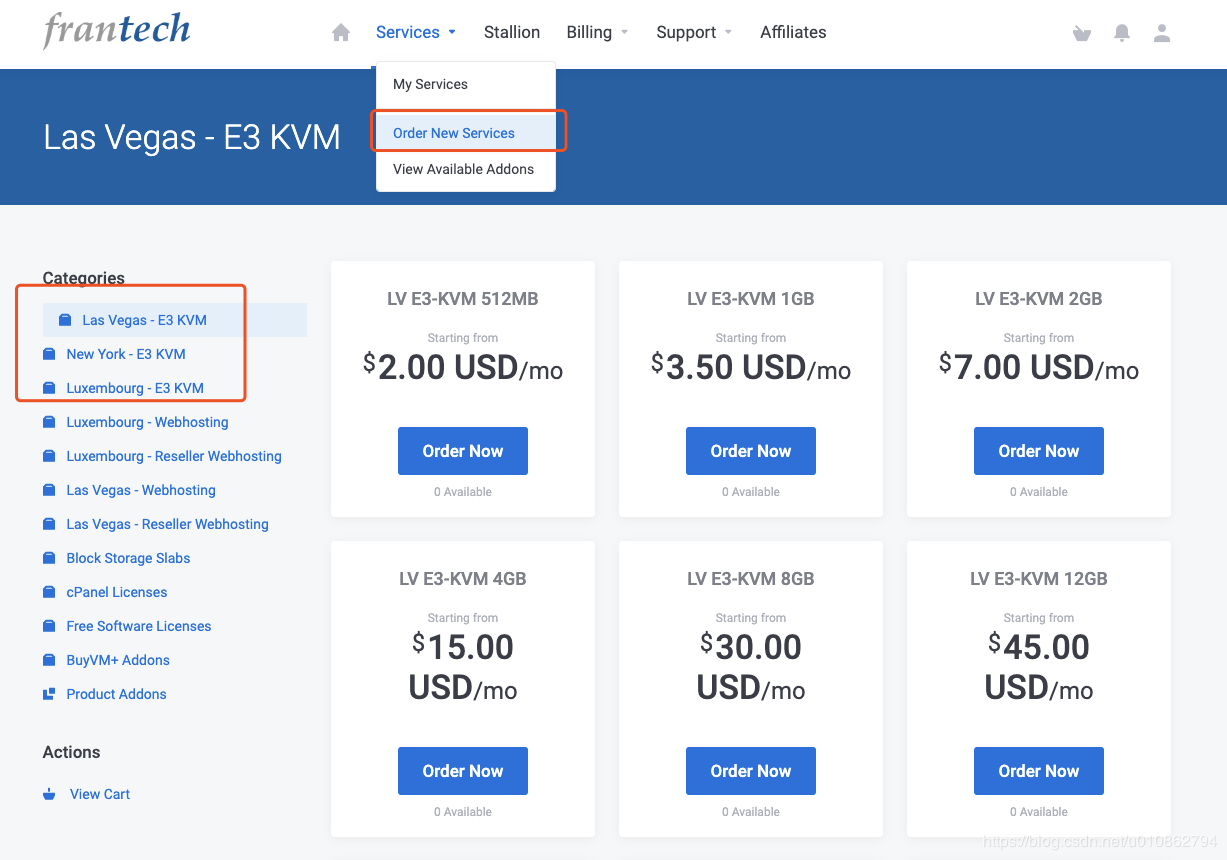 frantech
Services
Stallion
Billing
Support
Affiliates
My Services
Order New Services
View Available Addons
Las Vegas - E3 KVM
Categories
Las Vegas - E3 KVM
New York - E3 KVM
Luxembourg - E3 KVM
Luxembourg - Webhosting
Luxembourg - Reseller Webhosting
Las Vegas - Webhosting
Las Vegas - Reseller Webhosting
Block Storage Slabs
cPanel Licenses
Free Software Licenses
BuyVM+ Addons
Product Addons
Actions
View Cart
LV E3-KVM 512MB
Starting from
$2.00 USD/mo
Order Now
0 Available
LV E3-KVM 1GB
Starting from
$3.50 USD/mo
Order Now
0 Available
LV E3-KVM 2GB
Starting from
$7.00 USD/mo
Order Now
0 Available
LV E3-KVM 4GB
Starting from
$15.00
USD/mo
Order Now
0 Available
LV E3-KVM 8GB
Starting from
$30.00
USD/mo
Order Now
0 Available
LV E3-KVM 12GB
Starting from
$45.00
USD/mo
Order Now
0 Available
https://blog.csdn.net/u010862794